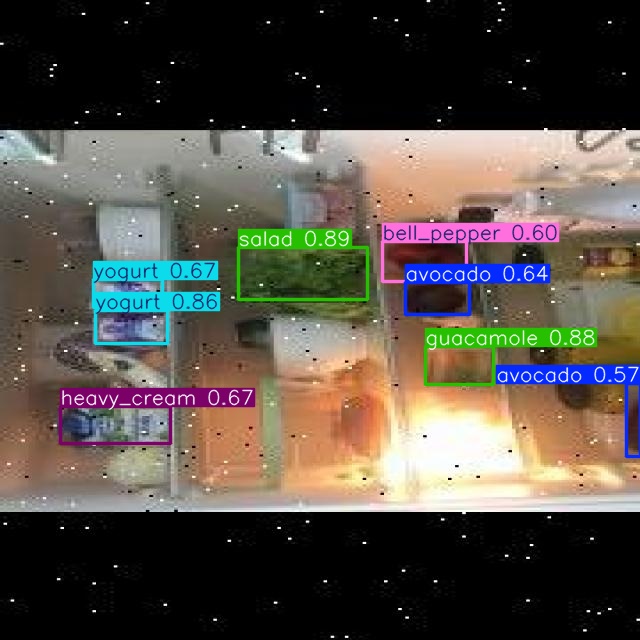 salad 0.89
bell_pepper 0.60
yogurt 0.67
avocado 0.64
yogurt 0.86
guacamole 0.88
avocado 0.57
heavy_cream 0.67